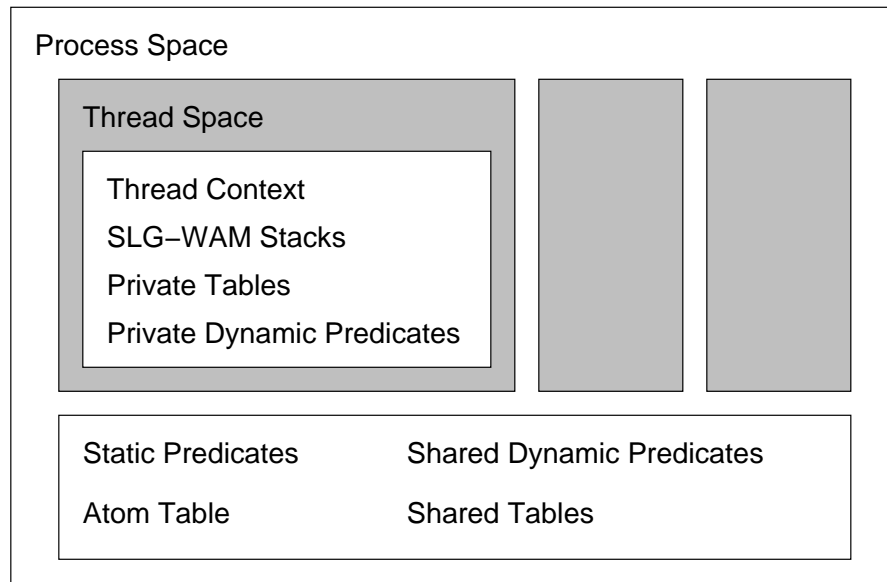 Process Space
Thread Space
Thread Context
SLG−WAM Stacks
Private Tables
Private Dynamic Predicates
Static Predicates
Shared Dynamic Predicates
Atom Table
Shared Tables